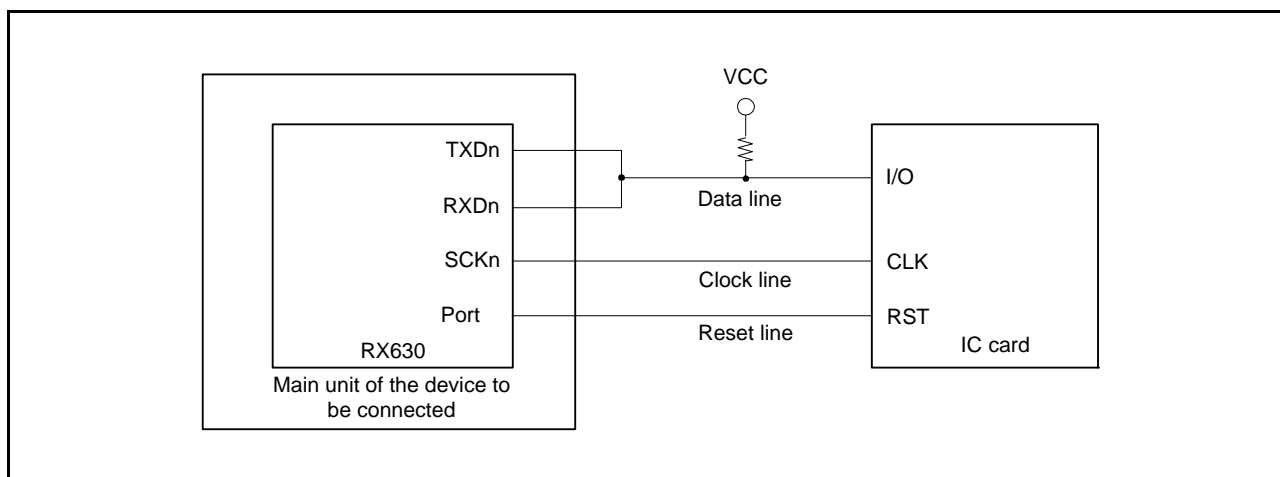 VCC
TXDn
RXDn
SCKn
Port
RX630
Main unit of the device to
be connected
Data line
Clock line
Reset line
I/O
CLK
RST
IC card